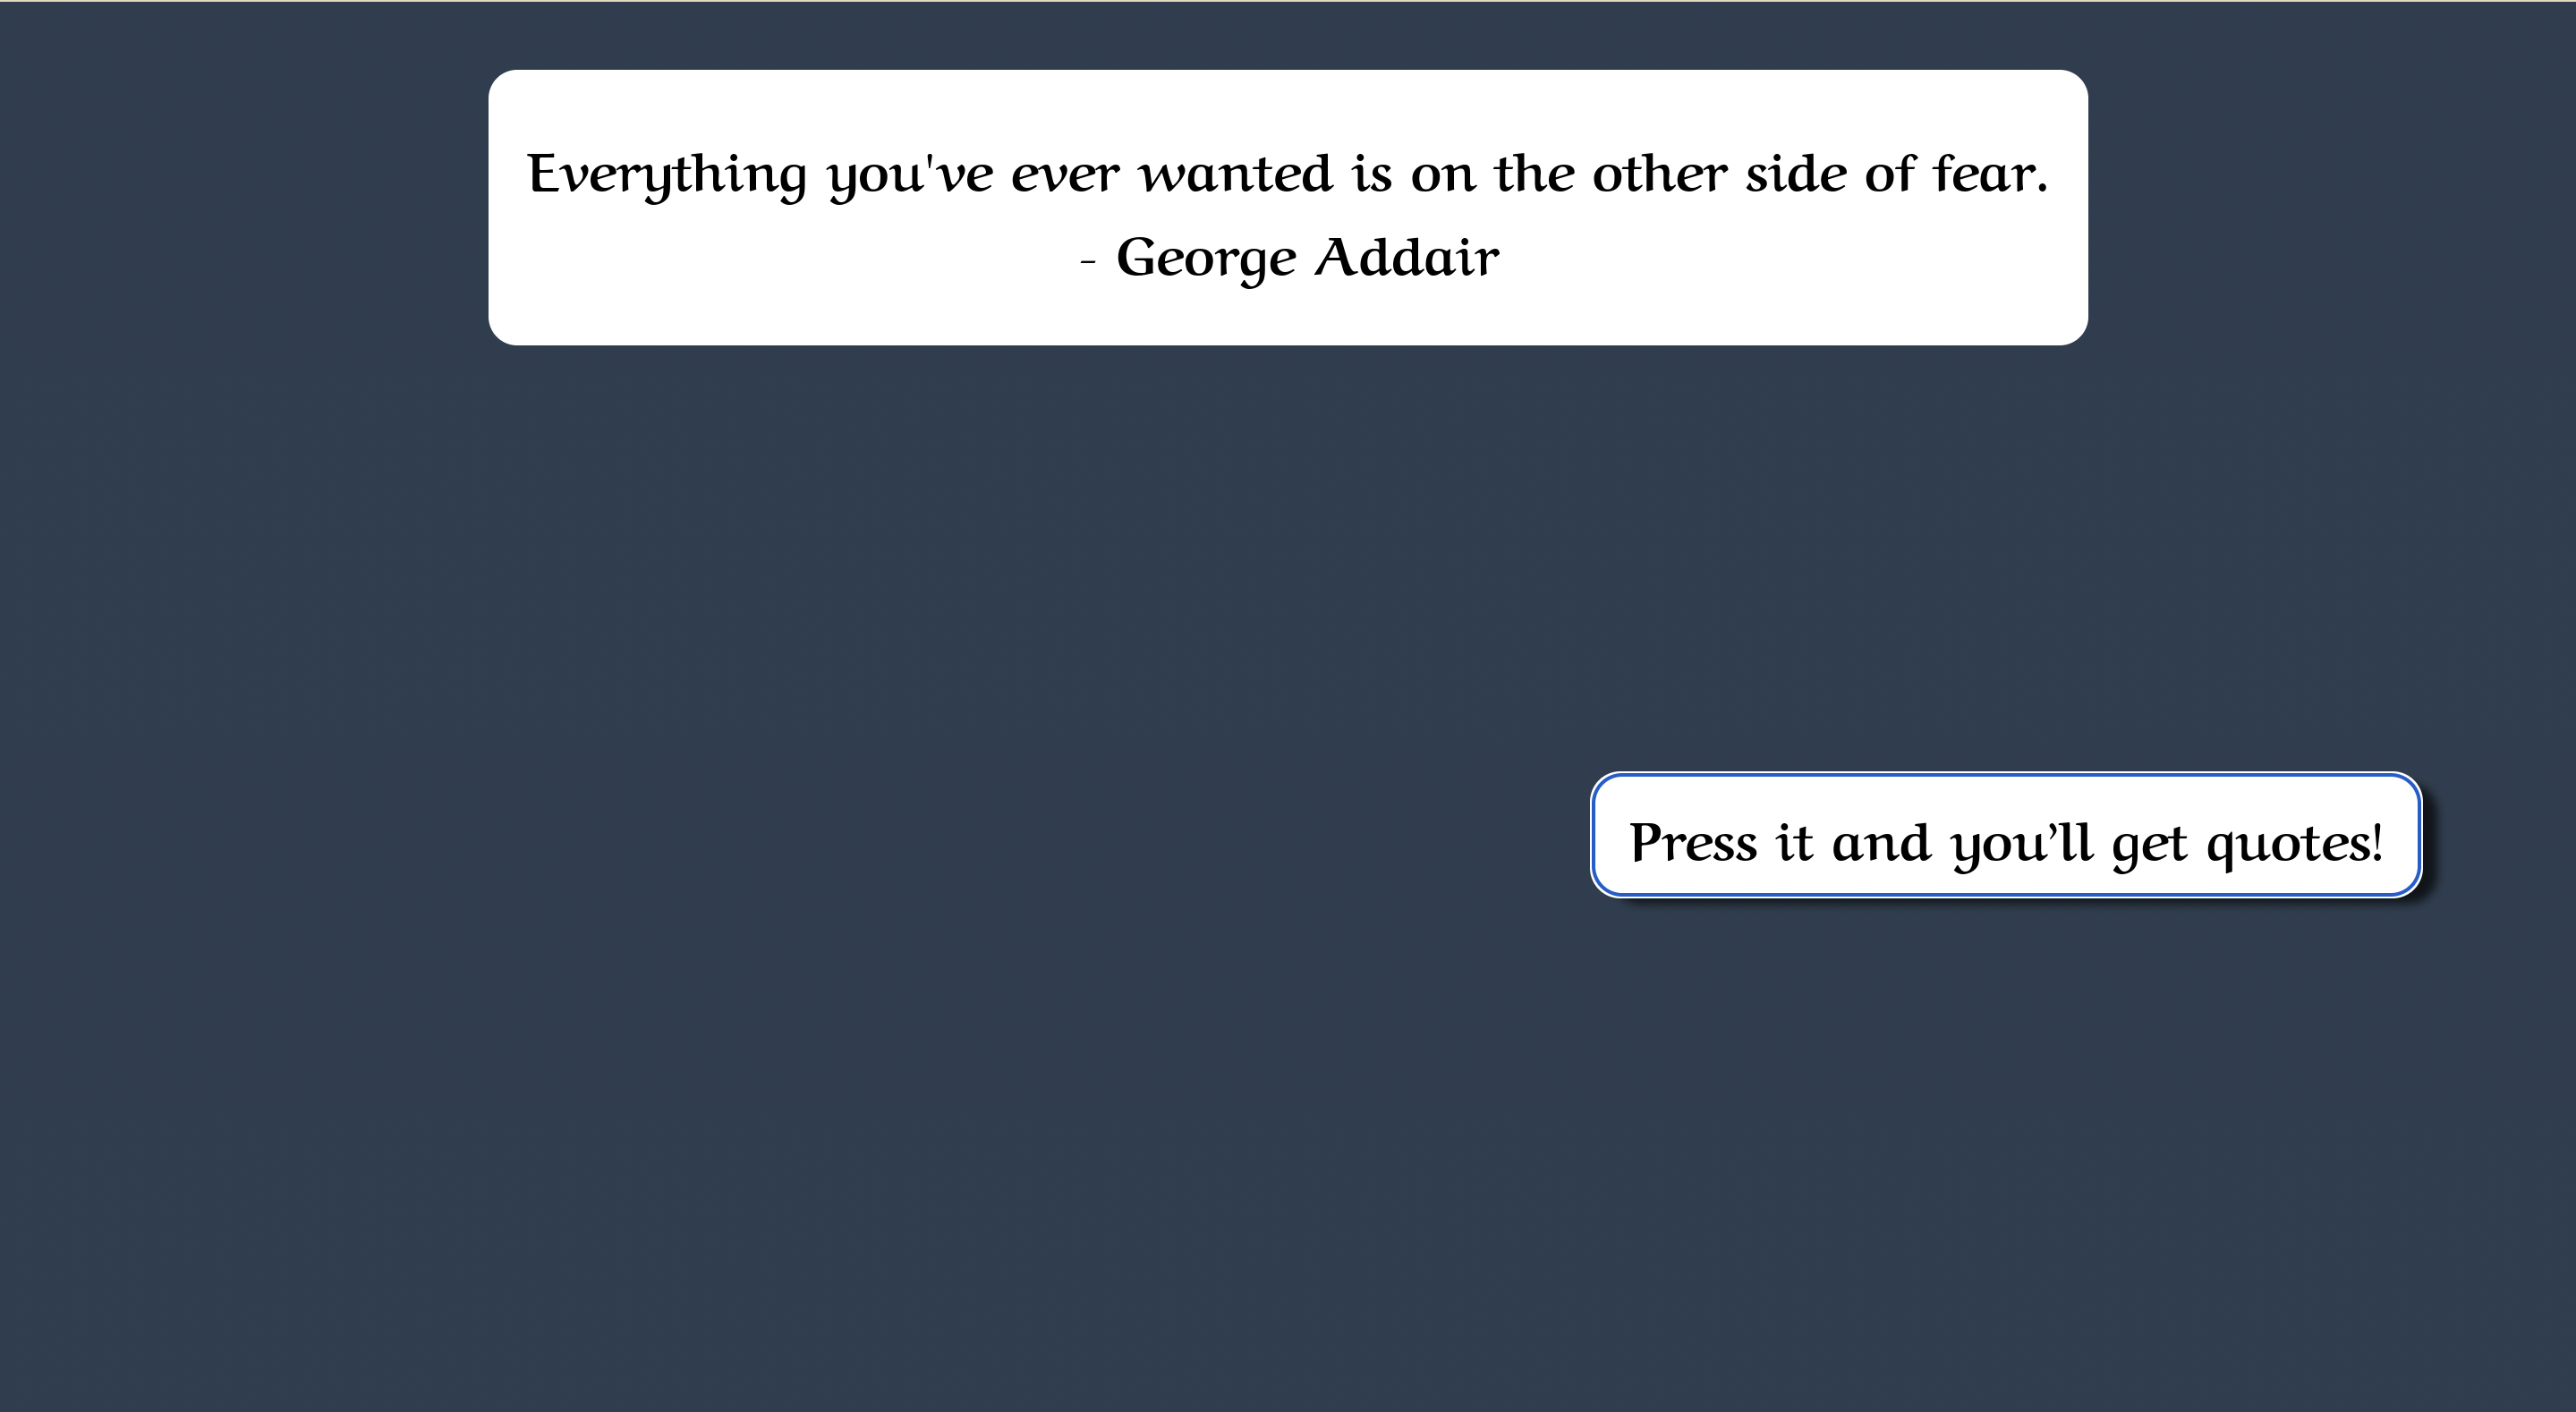 Everything you've ever wanted is on the other side of fear.
- George Addair
Press it and you’ll get quotes!